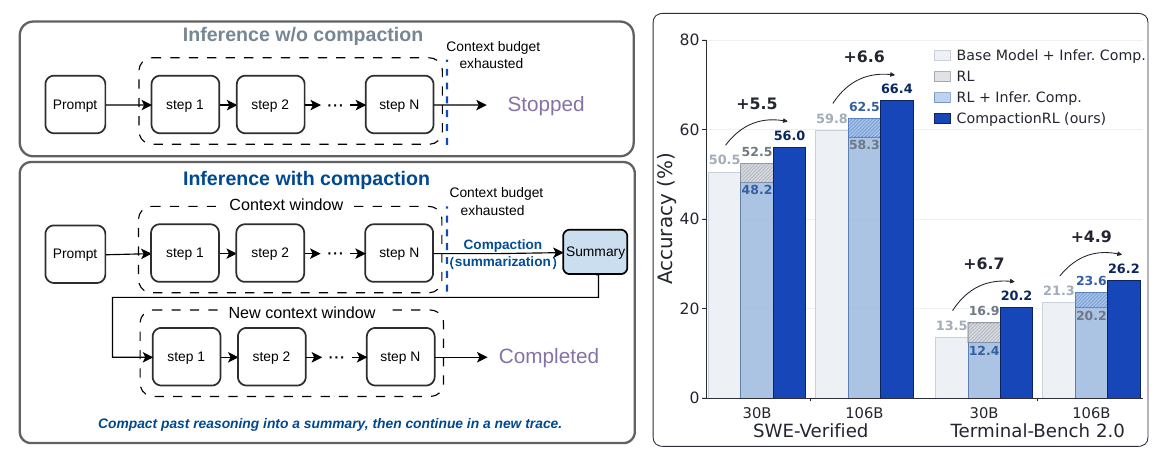 Inference w/o compaction
Context budget
exhausted
Prompt
step 1
step 2
...
step N
Stopped
Inference with compaction
Context window
Context budget
exhausted
Prompt
step 1
step 2
...
step N
Compaction
(summarization)
Summary
New context window
step 1
step 2
...
step N
Completed
Compact past reasoning into a summary, then continue in a new trace.
Accuracy (%)
80
60
40
20
0
Base Model + Infer. Comp.
RL
RL + Infer. Comp.
CompactionRL (ours)
+5.5
50.5
52.5
48.2
56.0
+6.6
59.8
62.5
58.3
66.4
+6.7
13.5
16.9
12.4
20.2
+4.9
21.3
23.6
20.2
26.2
30B
106B
30B
106B
SWE-Verified
Terminal-Bench 2.0